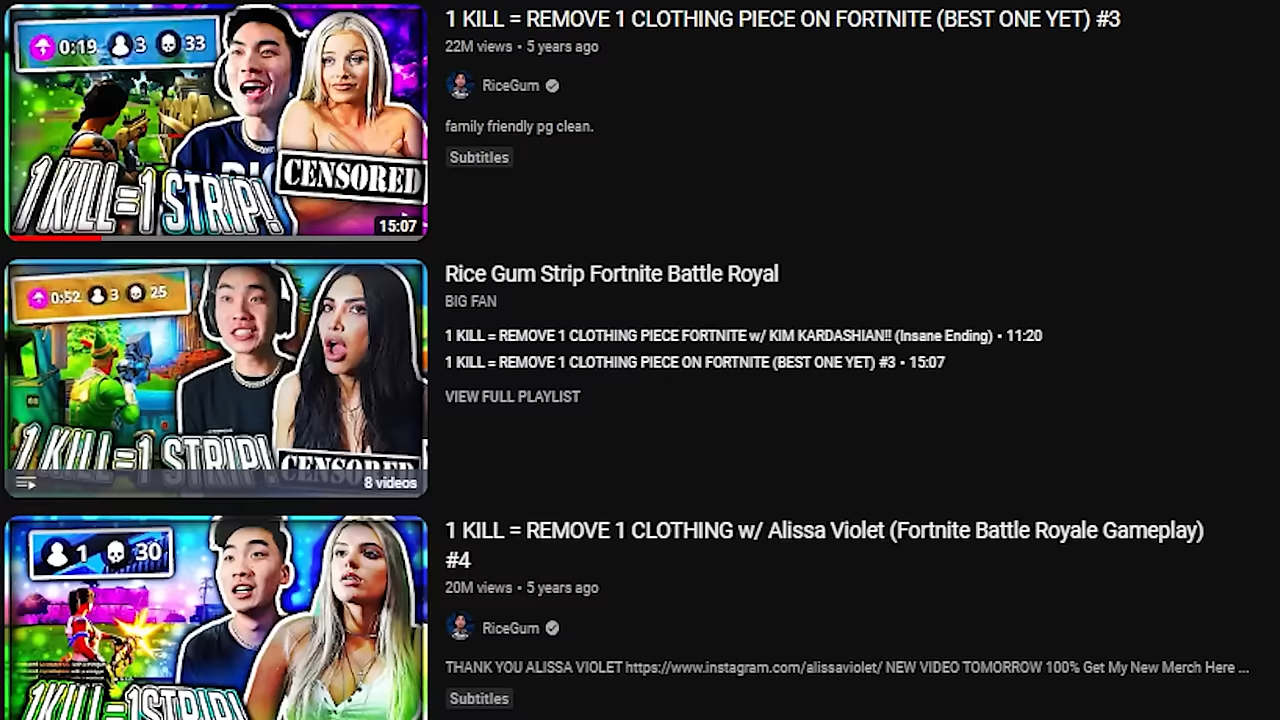 0:19 3 33
1 KILL=1 STRIP!
CENSORED
15:07
1 KILL = REMOVE 1 CLOTHING PIECE ON FORTNITE (BEST ONE YET) #3
22M views • 5 years ago
RiceGum
family friendly pg clean.
Subtitles
0:52 3 25
1 KILL=1 STRIP!
CENSORED
8 videos
Rice Gum Strip Fortnite Battle Royal
BIG FAN
1 KILL = REMOVE 1 CLOTHING PIECE FORTNITE w/ KIM KARDASHIAN!! (Insane Ending) • 11:20
1 KILL = REMOVE 1 CLOTHING PIECE ON FORTNITE (BEST ONE YET) #3 • 15:07
VIEW FULL PLAYLIST
1 30
1KILL=1STRIP!
1 KILL = REMOVE 1 CLOTHING w/ Alissa Violet (Fortnite Battle Royale Gameplay)
#4
20M views • 5 years ago
RiceGum
THANK YOU ALISSA VIOLET https://www.instagram.com/alissaviolet/ NEW VIDEO TOMORROW 100% Get My New Merch Here ...
Subtitles